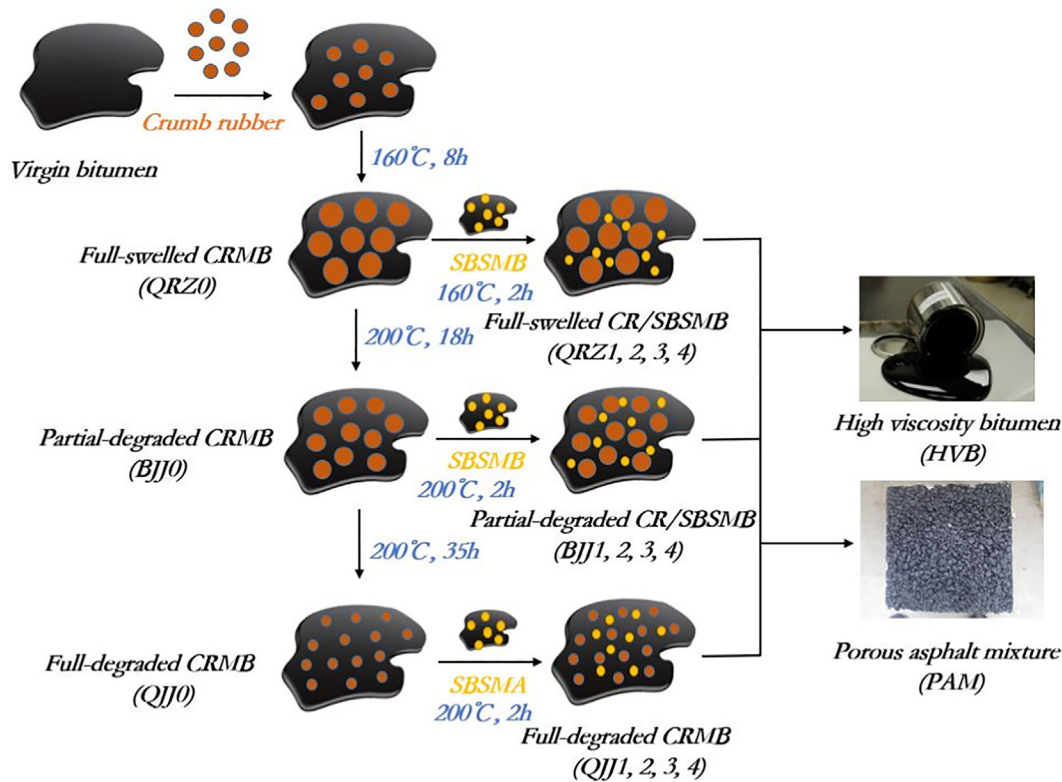 Crumb rubber
Virgin bitumen
160℃, 8h
Full-swelled CRMB
(QRZ0)
SBSMB
160℃, 2h
Full-swelled CR/SBSMB
(QRZ1, 2, 3, 4)
200℃, 18h
High viscosity bitumen
(HVB)
Partial-degraded CRMB
(BJJ0)
SBSMB
200℃, 2h
Partial-degraded CR/SBSMB
(BJJ1, 2, 3, 4)
200℃, 35h
Full-degraded CRMB
(QJJ0)
SBSMA
200℃, 2h
Full-degraded CRMB
(QJJ1, 2, 3, 4)
Porous asphalt mixture
(PAM)